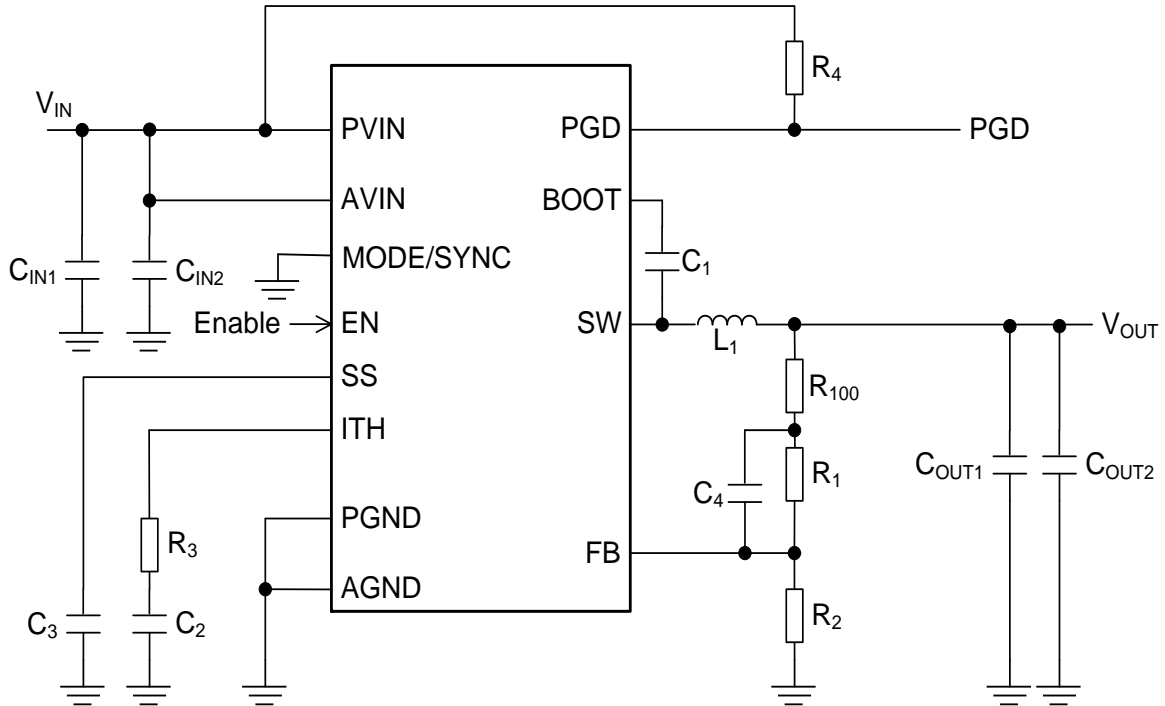 R4
VIN
PVIN
PGD
PGD
AVIN
BOOT
MODE/SYNC
CIN1
CIN2
C1
Enable
EN
SW
VOUT
L1
SS
R100
ITH
COUT1
COUT2
C4
R1
PGND
R3
FB
AGND
C3
C2
R2